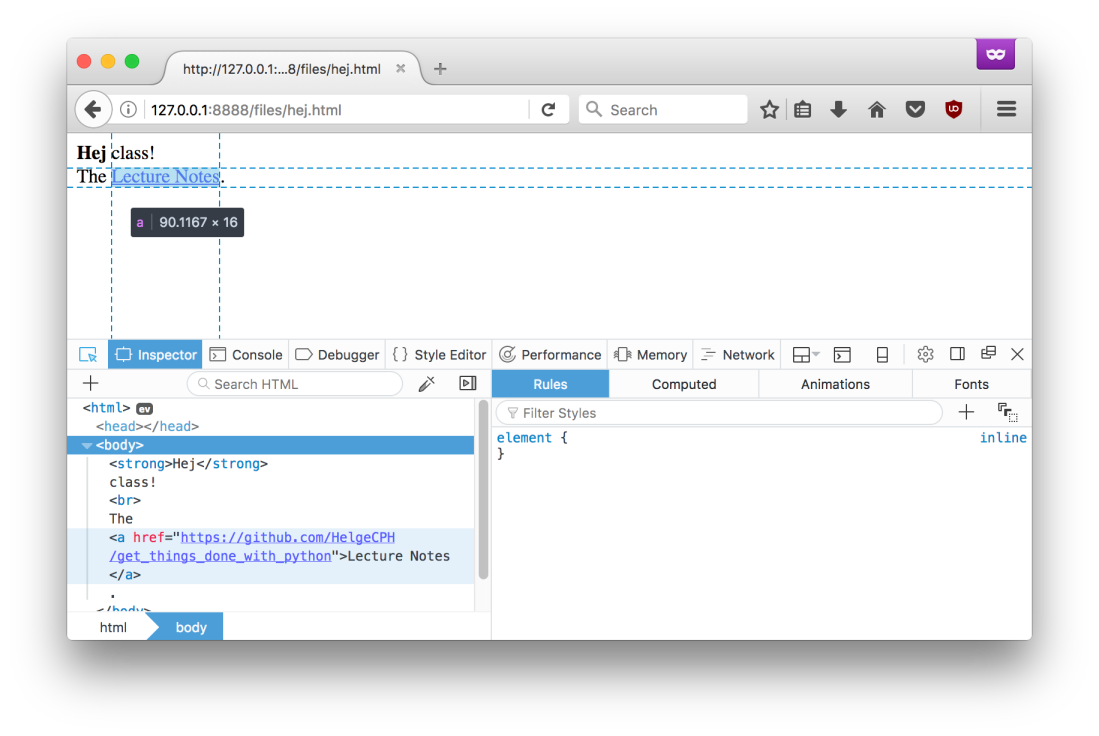 http://127.0.0.1:...8/files/hej.html
127.0.0.1:8888/files/hej.html
Search
Hej class!
The Lecture Notes.
a 90.1167 × 16
Inspector Console Debugger { } Style Editor Performance Memory Network
Search HTML
Rules Computed Animations Fonts
Filter Styles
<html> ev
<head></head>
<body>
<strong>Hej</strong>
class!
<br>
The
<a href="https://github.com/HelgeCPH
/get_things_done_with_python">Lecture Notes
</a>
.
</body>
element { inline
}
html body